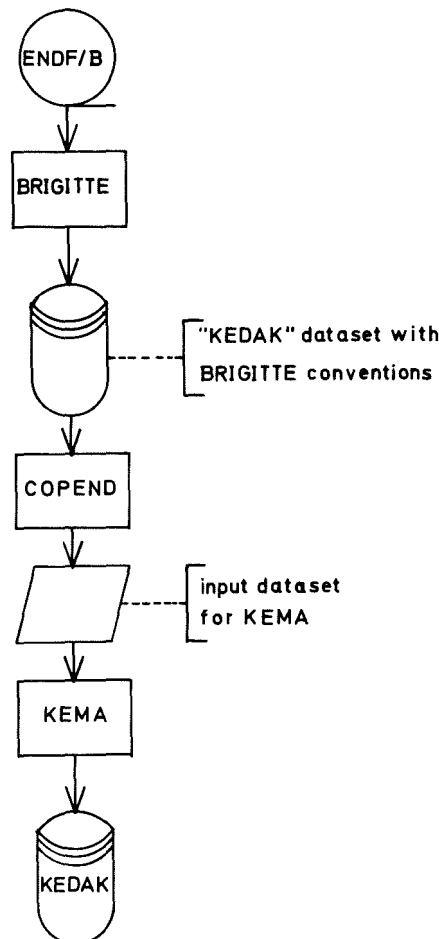 ENDF/B
BRIGITTE
"KEDAK" dataset with
BRIGITTE conventions
COPEND
input dataset
for KEMA
KEMA
KEDAK